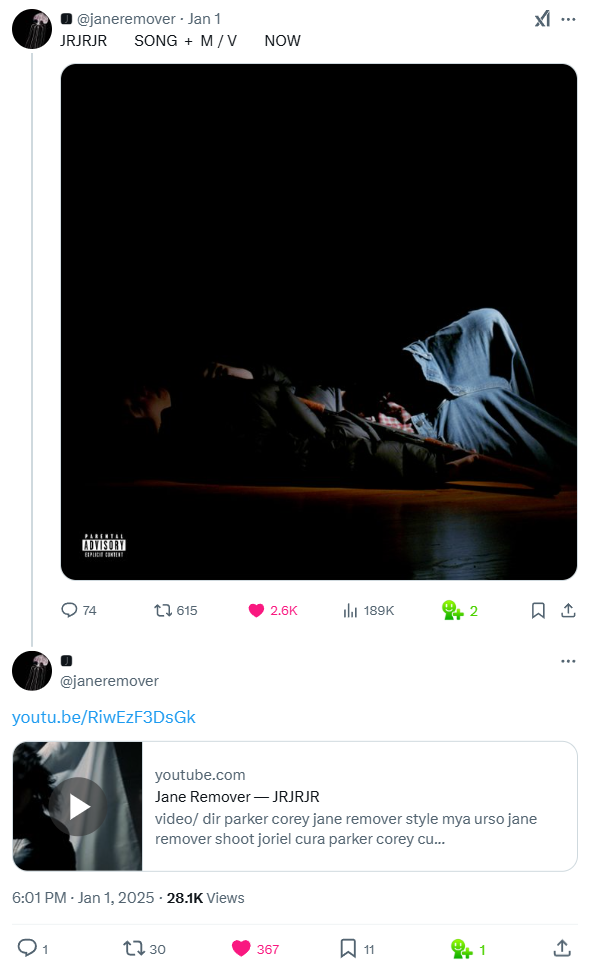 @janeremover · Jan 1
JRJRJR SONG + M / V NOW
PARENTAL
ADVISORY
EXPLICIT CONTENT
74 615 2.6K 189K 2
@janeremover
youtu.be/RiwEzF3DsGk
youtube.com
Jane Remover — JRJRJR
video/ dir parker corey jane remover style mya urso jane
remover shoot joriel cura parker corey cu...
6:01 PM · Jan 1, 2025 · 28.1K Views
1 30 367 11 1